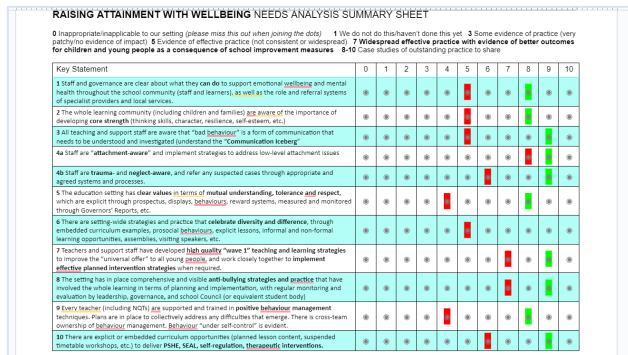 RAISING ATTAINMENT WITH WELLBEING NEEDS ANALYSIS SUMMARY SHEET
0 Inappropriate/inapplicable to our setting (please miss this out when joining the dots) 1 We do not do this/haven't done this yet 3 Some evidence of practice (very
patchy/no evidence of impact) 5 Evidence of effective practice (not consistent or widespread) 7 Widespread effective practice with evidence of better outcomes
for children and young people as a consequence of school improvement measures 8-10 Case studies of outstanding practice to share
Key Statement 0 1 2 3 4 5 6 7 8 9 10
1 Staff and governance are clear about what they can do to support emotional wellbeing and mental
health throughout the school community (staff and learners), as well as the role and referral systems
of specialist providers and local services.
2 The whole learning community (including children and families) are aware of the importance of
developing core strength (thinking skills, character, resilience, self-esteem, etc.)
3 All teaching and support staff are aware that "bad behaviour" is a form of communication that
needs to be understood and investigated (understand the "Communication Iceberg"
4a Staff are "attachment-aware" and implement strategies to address low-level attachment issues
4b Staff are trauma- and neglect-aware, and refer any suspected cases through appropriate and
agreed systems and processes.
5 The education setting has clear values in terms of mutual understanding, tolerance and respect,
which are explicit through prospectus, displays, behaviours, reward systems, measured and monitored
through Governors' Reports, etc.
6 There are setting-wide strategies and practice that celebrate diversity and difference, through
embedded curriculum examples, prosocial behaviours, explicit lessons, informal and non-formal
learning opportunities, assemblies, visiting speakers, etc.
7 Teachers and support staff have developed high quality "wave 1" teaching and learning strategies
to improve the "universal offer" to all young people, and work closely together to implement
effective planned intervention strategies when required.
8 The setting has in place comprehensive and visible anti-bullying strategies and practice that have
involved the whole learning in terms of planning and implementation, with regular monitoring and
evaluation by leadership, governance, and school Council (or equivalent student body)
9 Every teacher (including NQTs) are supported and trained in positive behaviour management
techniques. Plans are in place to collectively address any difficulties that emerge. There is cross-team
ownership of behaviour management. Behaviour "under self-control" is evident.
10 There are explicit or embedded curriculum opportunities (planned lesson content, suspended
timetable workshops, etc.) to deliver PSHE, SEAL, self-regulation, therapeutic interventions.